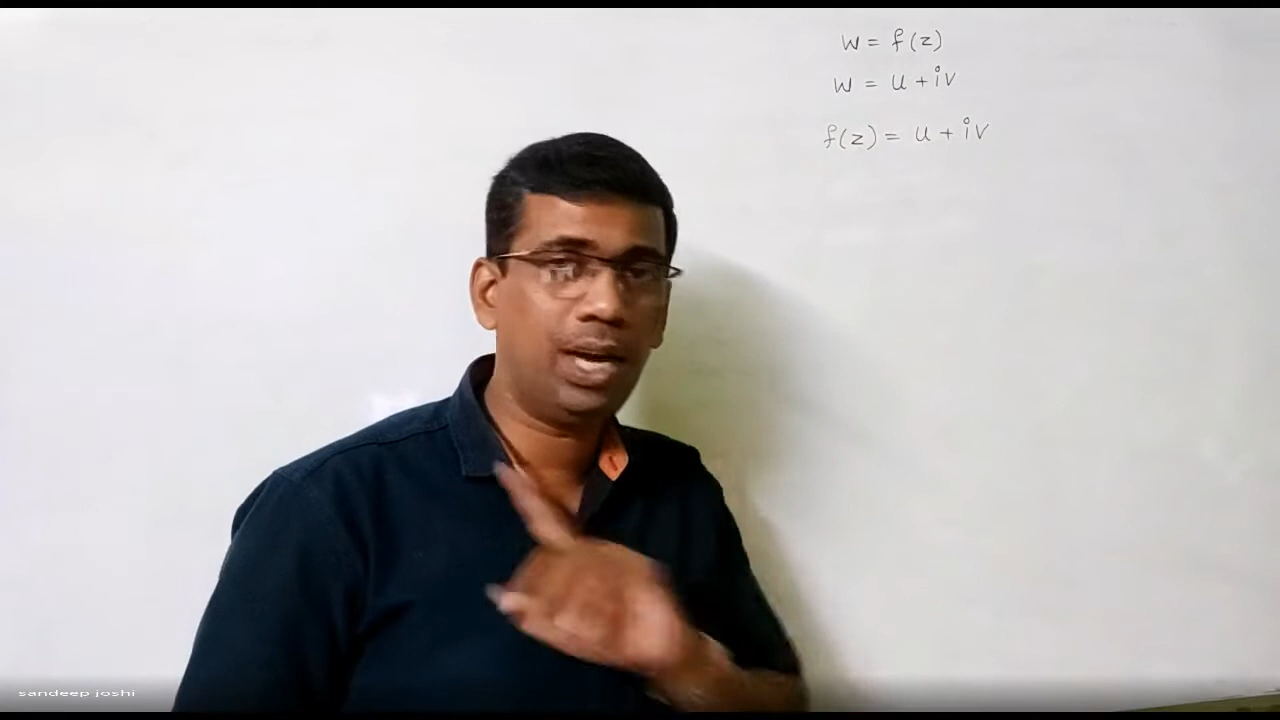 w = f(z)
w = u + iv
f(z) = u + iv
sandeep joshi